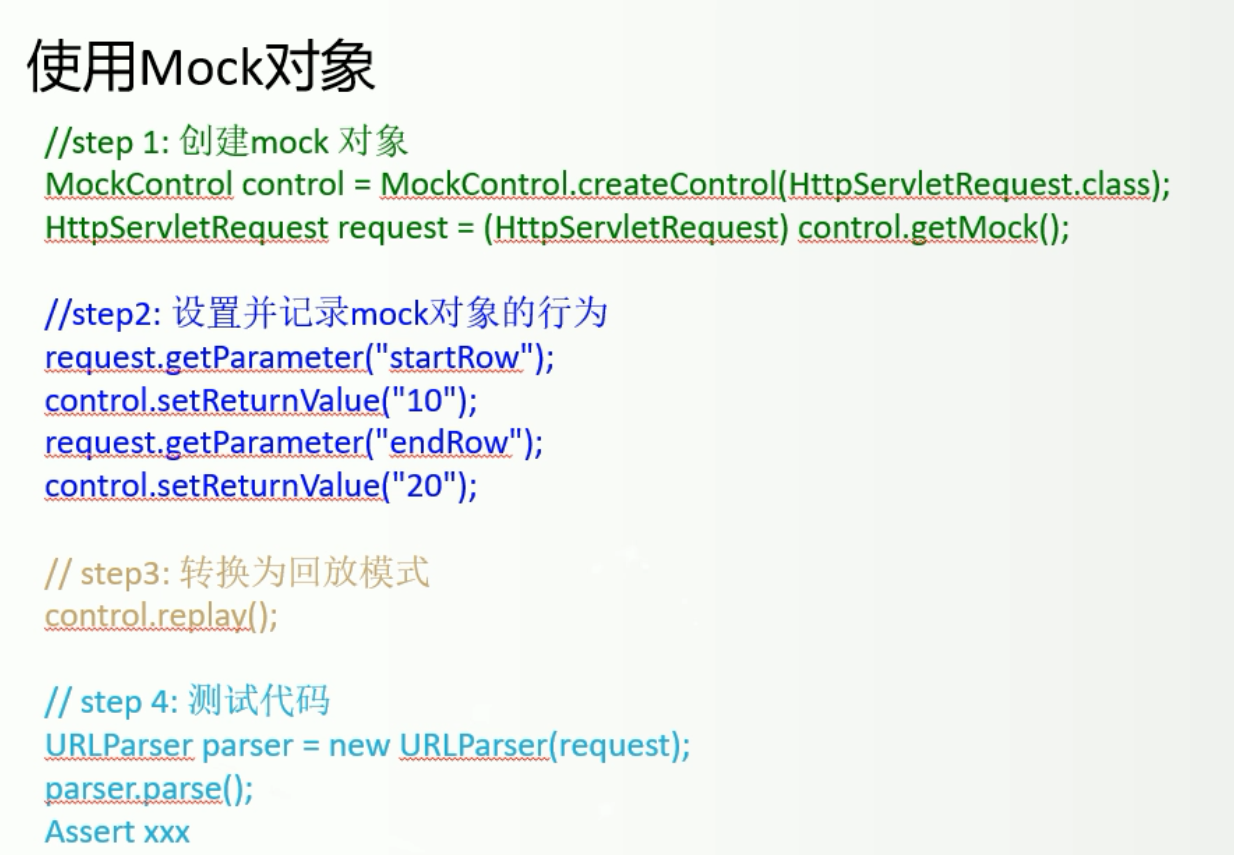 使用Mock对象
//step 1: 创建mock 对象
MockControl control = MockControl.createControl(HttpServletRequest.class);
HttpServletRequest request = (HttpServletRequest) control.getMock();
//step2: 设置并记录mock对象的行为
request.getParameter("startRow");
control.setReturnValue("10");
request.getParameter("endRow");
control.setReturnValue("20");
// step3: 转换为回放模式
control.replay();
// step 4: 测试代码
URLParser parser = new URLParser(request);
parser.parse();
Assert xxx